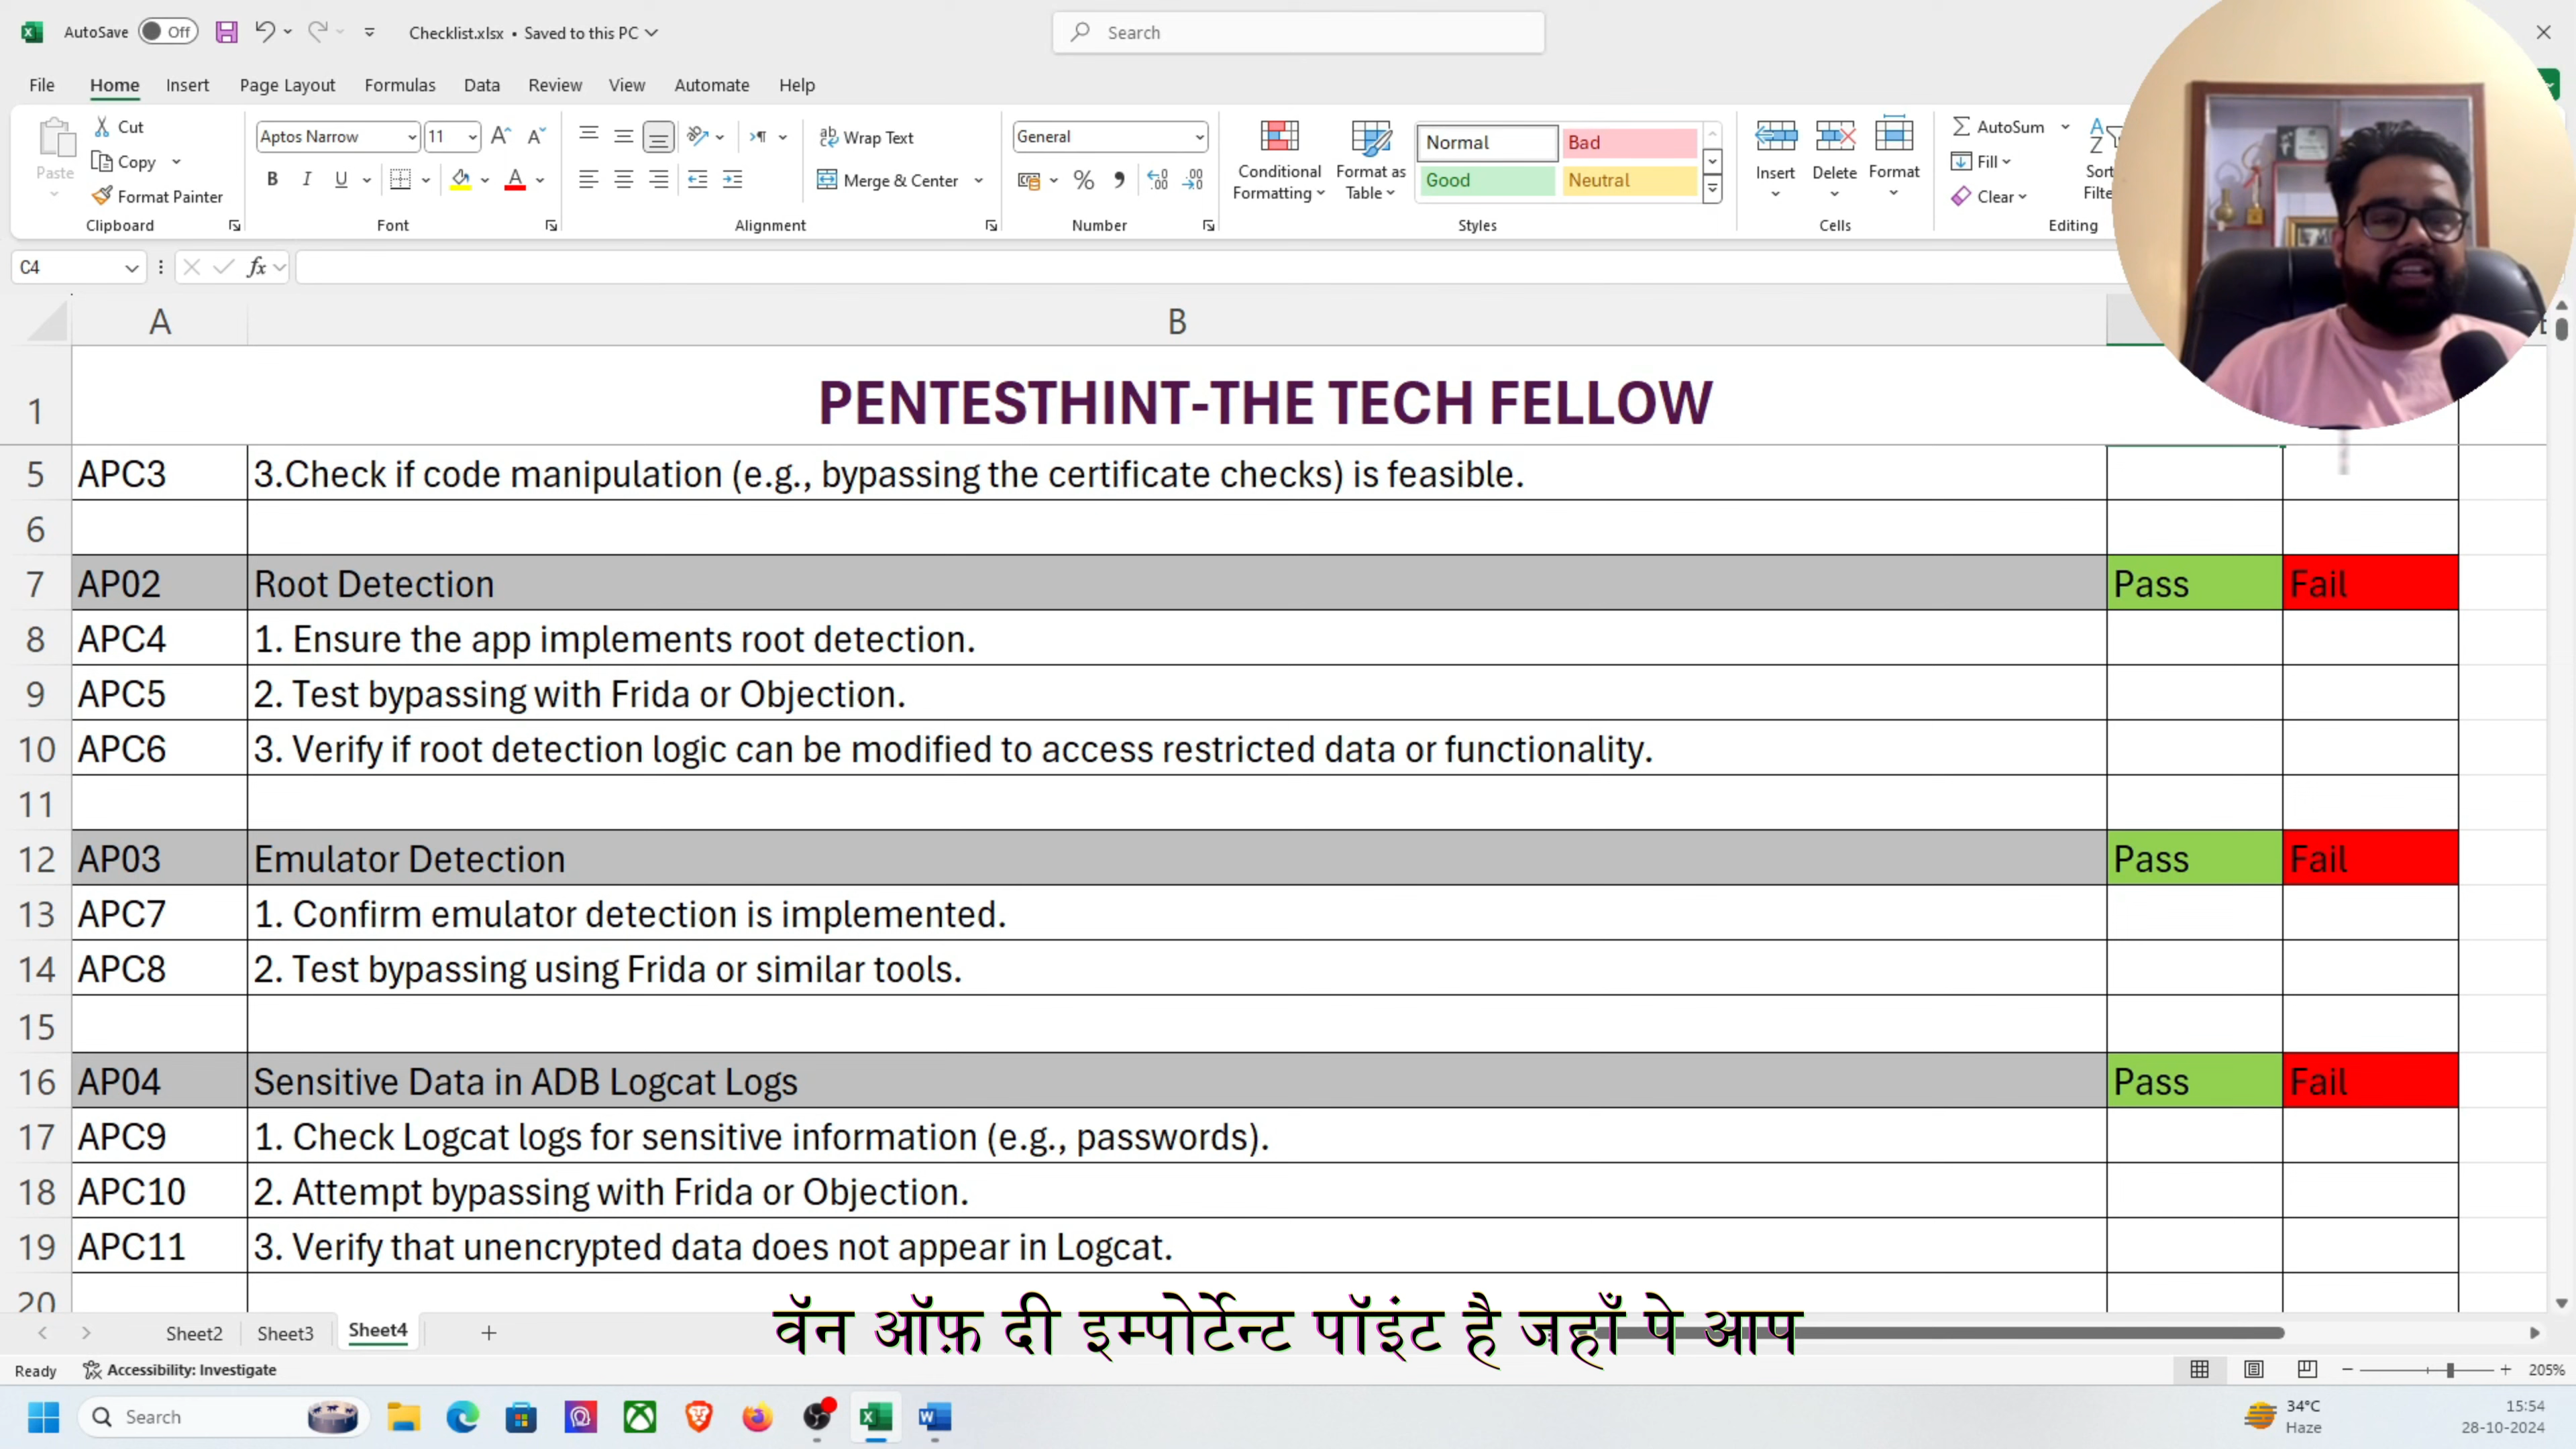 AutoSave Off Checklist.xlsx • Saved to this PC Search
File Home Insert Page Layout Formulas Data Review View Automate Help
Paste Cut Copy Format Painter Clipboard
Aptos Narrow 11 B I U Font
Wrap Text Merge & Center Alignment
General Number
Conditional Formatting Format as Table Normal Bad Good Neutral Styles
Insert Delete Format Cells
AutoSum Fill Clear Sort Editing
C4 fx
A B
1 PENTESTHINT-THE TECH FELLOW
5 APC3 3.Check if code manipulation (e.g., bypassing the certificate checks) is feasible.
6
7 AP02 Root Detection Pass Fail
8 APC4 1. Ensure the app implements root detection.
9 APC5 2. Test bypassing with Frida or Objection.
10 APC6 3. Verify if root detection logic can be modified to access restricted data or functionality.
11
12 AP03 Emulator Detection Pass Fail
13 APC7 1. Confirm emulator detection is implemented.
14 APC8 2. Test bypassing using Frida or similar tools.
15
16 AP04 Sensitive Data in ADB Logcat Logs Pass Fail
17 APC9 1. Check Logcat logs for sensitive information (e.g., passwords).
18 APC10 2. Attempt bypassing with Frida or Objection.
19 APC11 3. Verify that unencrypted data does not appear in Logcat.
20
वॅन ऑफ़ दी इम्पोर्टेन्ट पॉइंट है जहाँ पे आप
Sheet2 Sheet3 Sheet4
Ready Accessibility: Investigate 205%
Search 34°C Haze 15:54 28-10-2024